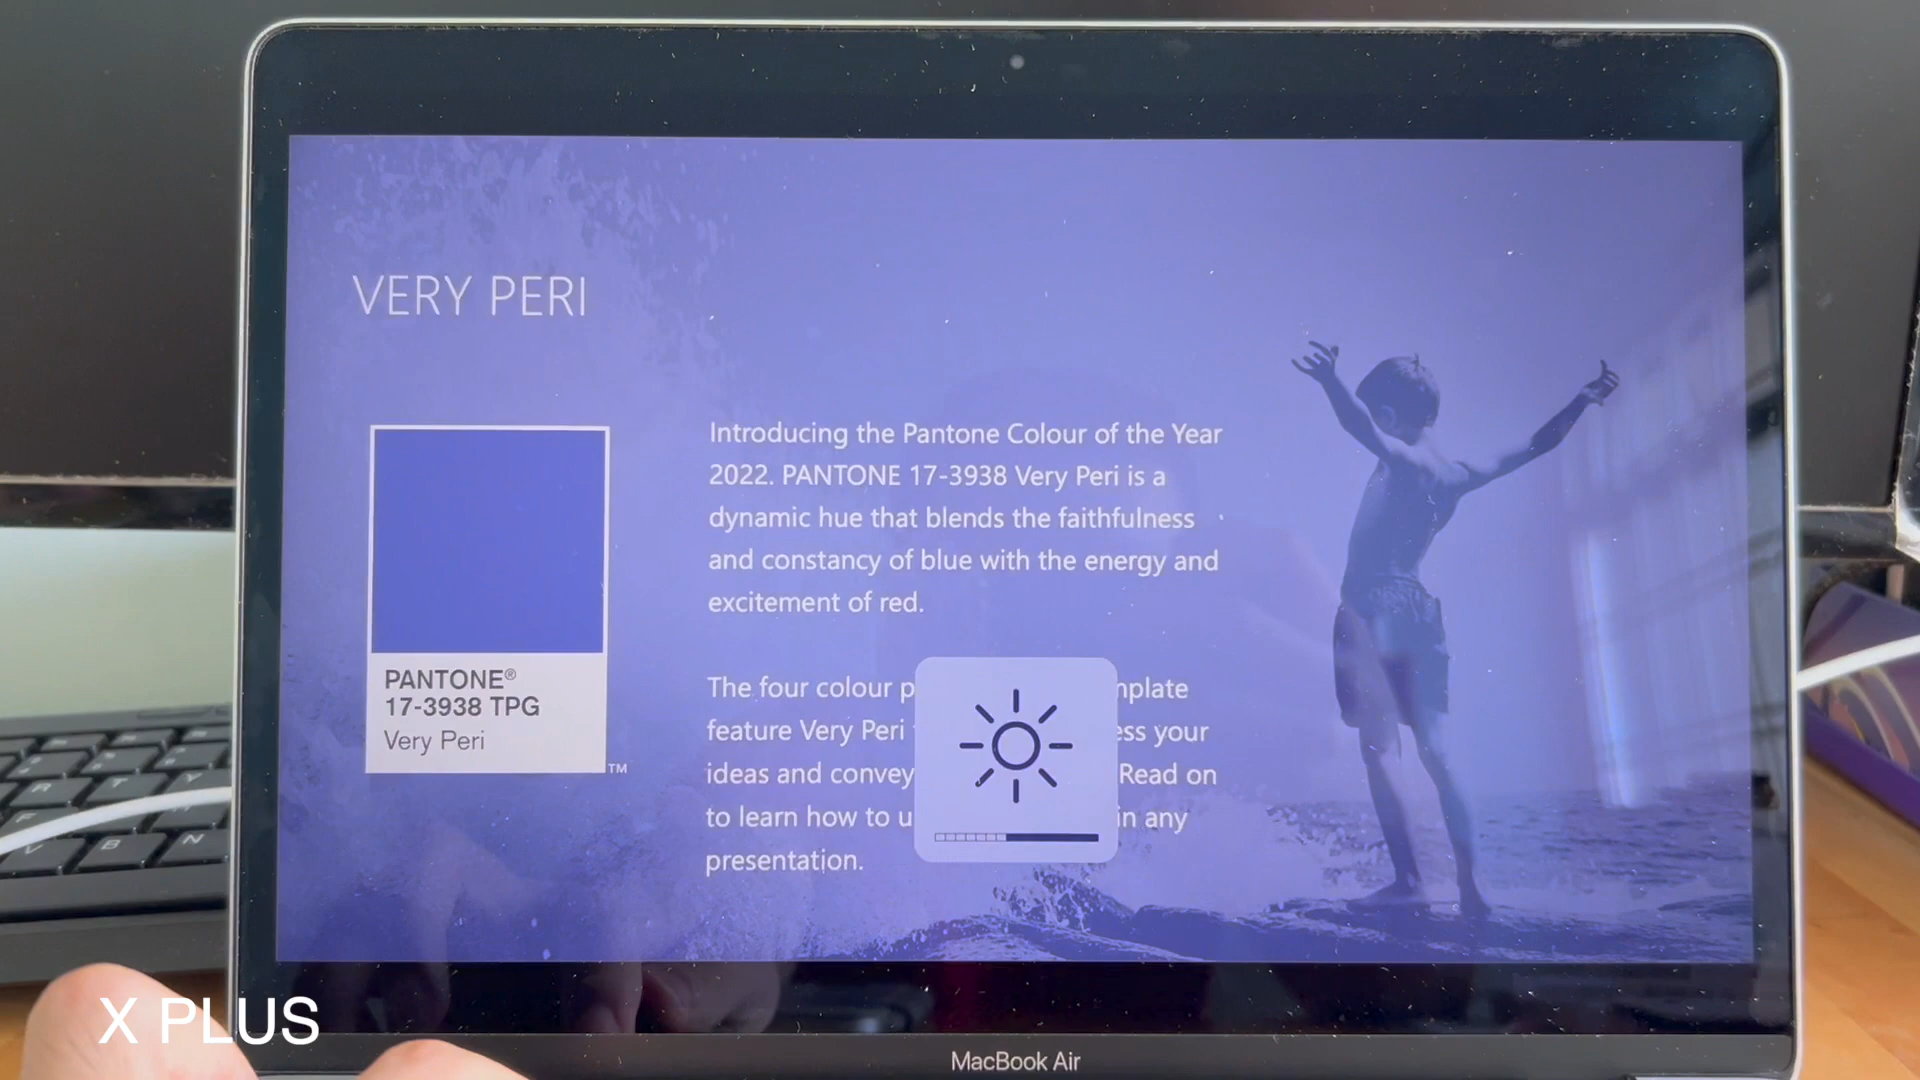 VERY PERI
Introducing the Pantone Colour of the Year
2022. PANTONE 17-3938 Very Peri is a
dynamic hue that blends the faithfulness
and constancy of blue with the energy and
excitement of red.
PANTONE®
17-3938 TPG
Very Peri
TM
The four colour
feature Very Peri your
ideas and convey Read on
to learn how to in any
presentation.
X PLUS
MacBook Air
R
T
Y
F
V
B
N